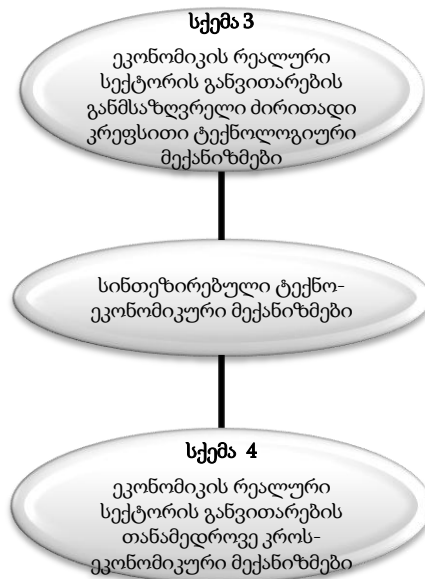 სქემა 3
ეკონომიკის რეალური
სექტორის განვითარების
განმსაზღვრელი ძირითადი
კრეფსითი ტექნოლოგიური
მექანიზმები
სინთეზირებული ტექნო-
ეკონომიკური მექანიზმები
სქემა 4
ეკონომიკის რეალური
სექტორის განვითარების
თანამედროვე კროს-
ეკონომიკური მექანიზმები